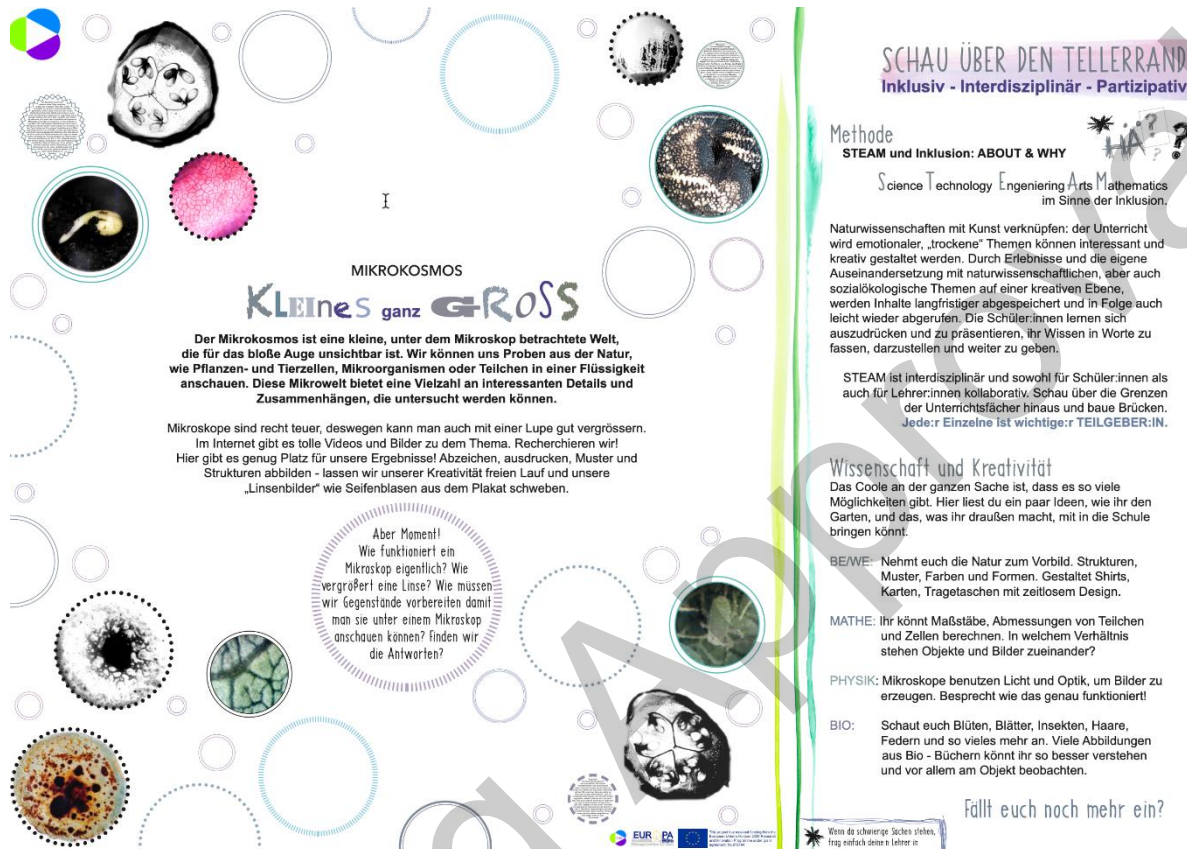 MIKROKOSMOS
KLEInes ganz GROSS
Der Mikrokosmos ist eine kleine, unter dem Mikroskop betrachtete Welt,
die für das bloße Auge unsichtbar ist. Wir können uns Proben aus der Natur,
wie Pflanzen- und Tierzellen, Mikroorganismen oder Teilchen in einer Flüssigkeit
anschauen. Diese Mikrowelt bietet eine Vielzahl an interessanten Details und
Zusammenhängen, die untersucht werden können.
Mikroskope sind recht teuer, deswegen kann man auch mit einer Lupe gut vergrössern.
Im Internet gibt es tolle Videos und Bilder zu dem Thema. Recherchieren wir!
Hier gibt es genug Platz für unsere Ergebnisse! Abzeichen, ausdrucken, Muster und
Strukturen abbilden - lassen wir unserer Kreativität freien Lauf und unsere
„Linsenbilder“ wie Seifenblasen aus dem Plakat schweben.
Aber Moment!
Wie funktioniert ein
Mikroskop eigentlich? Wie
vergrößert eine Linse? Wie müssen
wir Gegenstände vorbereiten damit
man sie unter einem Mikroskop
anschauen können? Finden wir
die Antworten?
EUR PA
SCHAU ÜBER DEN TELLERRAND
Inklusiv - Interdisziplinär - Partizipativ
HA???
Methode
STEAM und Inklusion: ABOUT & WHY
Science Technology Engeniering Arts Mathematics
im Sinne der Inklusion.
Naturwissenschaften mit Kunst verknüpfen: der Unterricht
wird emotionaler, „trockene“ Themen können interessant und
kreativ gestaltet werden. Durch Erlebnisse und die eigene
Auseinandersetzung mit naturwissenschaftlichen, aber auch
sozialökologische Themen auf einer kreativen Ebene,
werden Inhalte langfristiger abgespeichert und in Folge auch
leicht wieder abgerufen. Die Schüler:innen lernen sich
auszudrücken und zu präsentieren, ihr Wissen in Worte zu
fassen, darzustellen und weiter zu geben.
STEAM ist interdisziplinär und sowohl für Schüler:innen als
auch für Lehrer:innen kollaborativ. Schau über die Grenzen
der Unterrichtsfächer hinaus und baue Brücken.
Jede:r Einzelne ist wichtige:r TEILGEBER:IN.
Wissenschaft und Kreativität
Das Coole an der ganzen Sache ist, dass es so viele
Möglichkeiten gibt. Hier liest du ein paar Ideen, wie ihr den
Garten, und das, was ihr draußen macht, mit in die Schule
bringen könnt.
BE/WE: Nehmt euch die Natur zum Vorbild. Strukturen,
Muster, Farben und Formen. Gestaltet Shirts,
Karten, Tragetaschen mit zeitlosem Design.
MATHE: Ihr könnt Maßstäbe, Abmessungen von Teilchen
und Zellen berechnen. In welchem Verhältnis
stehen Objekte und Bilder zueinander?
PHYSIK: Mikroskope benutzen Licht und Optik, um Bilder zu
erzeugen. Besprecht wie das genau funktioniert!
BIO: Schaut euch Blüten, Blätter, Insekten, Haare,
Federn und so vieles mehr an. Viele Abbildungen
aus Bio - Büchern könnt ihr so besser verstehen
und vor allem am Objekt beobachten.
Fällt euch noch mehr ein?
Wenn da schwierige Sachen stehen,
frag einfach deinen Lehrer:in